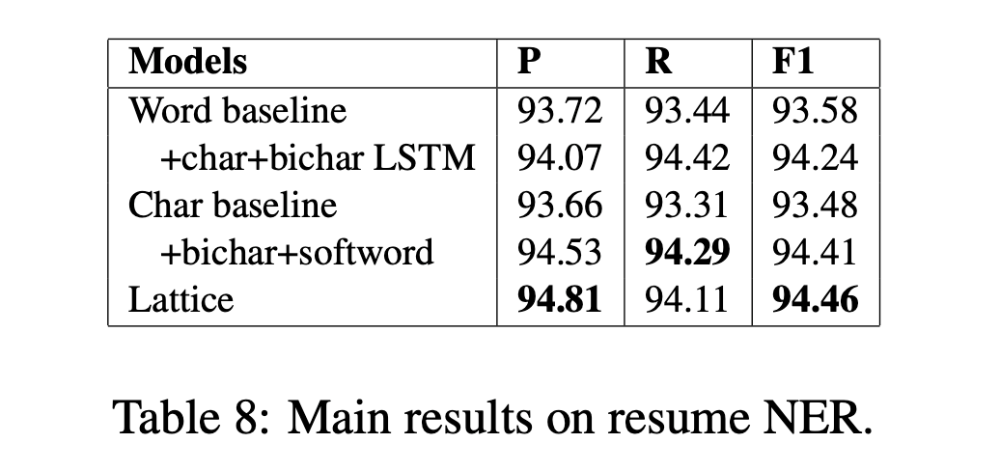 Models P R F1
Word baseline 93.72 93.44 93.58
+char+bichar LSTM 94.07 94.42 94.24
Char baseline 93.66 93.31 93.48
+bichar+softword 94.53 94.29 94.41
Lattice 94.81 94.11 94.46
Table 8: Main results on resume NER.